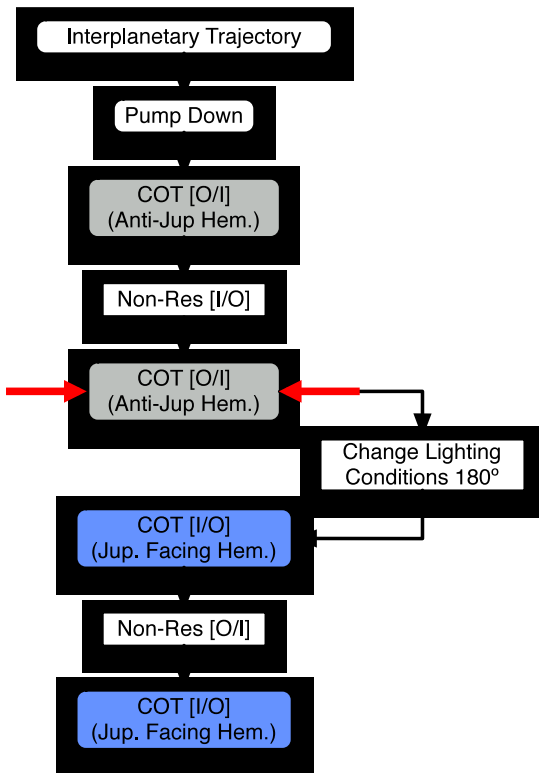 Interplanetary Trajectory
Pump Down
COT [O/I]
(Anti-Jup Hem.)
Non-Res [I/O]
COT [O/I]
(Anti-Jup Hem.)
Change Lighting
Conditions 180º
COT [I/O]
(Jup. Facing Hem.)
Non-Res [O/I]
COT [I/O]
(Jup. Facing Hem.)